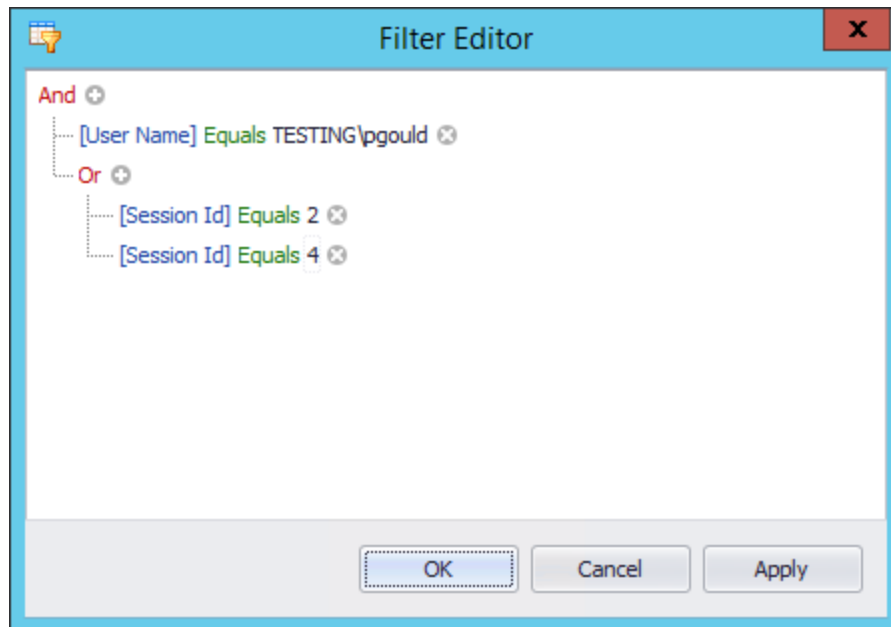 Filter Editor
x
And
[User Name] Equals TESTING\pgould
Or
[Session Id] Equals 2
[Session Id] Equals 4
OK Cancel Apply